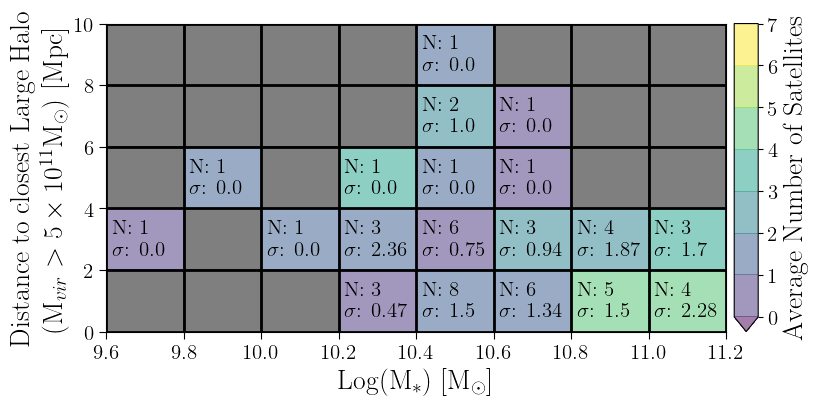 Distance to closest Large Halo
(M_{vir} > 5 × 10^{11}M_⊙) [Mpc]
10
8
6
4
2
0
N: 1
σ: 0.0
N: 2
σ: 1.0
N: 1
σ: 0.0
N: 1
σ: 0.0
N: 1
σ: 0.0
N: 1
σ: 0.0
N: 1
σ: 0.0
N: 1
σ: 0.0
N: 1
σ: 0.0
N: 3
σ: 2.36
N: 6
σ: 0.75
N: 3
σ: 0.94
N: 4
σ: 1.87
N: 3
σ: 1.7
N: 3
σ: 0.47
N: 8
σ: 1.5
N: 6
σ: 1.34
N: 5
σ: 1.5
N: 4
σ: 2.28
9.6 9.8 10.0 10.2 10.4 10.6 10.8 11.0 11.2
Log(M_*) [M_⊙]
7
6
5
4
3
2
1
0
Average Number of Satellites